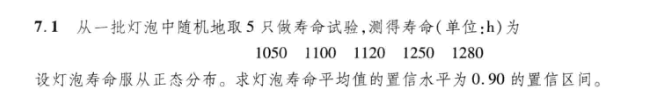 7.1 从一批灯泡中随机地取5只做寿命试验,测得寿命(单位:h)为
1050 1100 1120 1250 1280
设灯泡寿命服从正态分布。求灯泡寿命平均值的置信水平为0.90的置信区间。